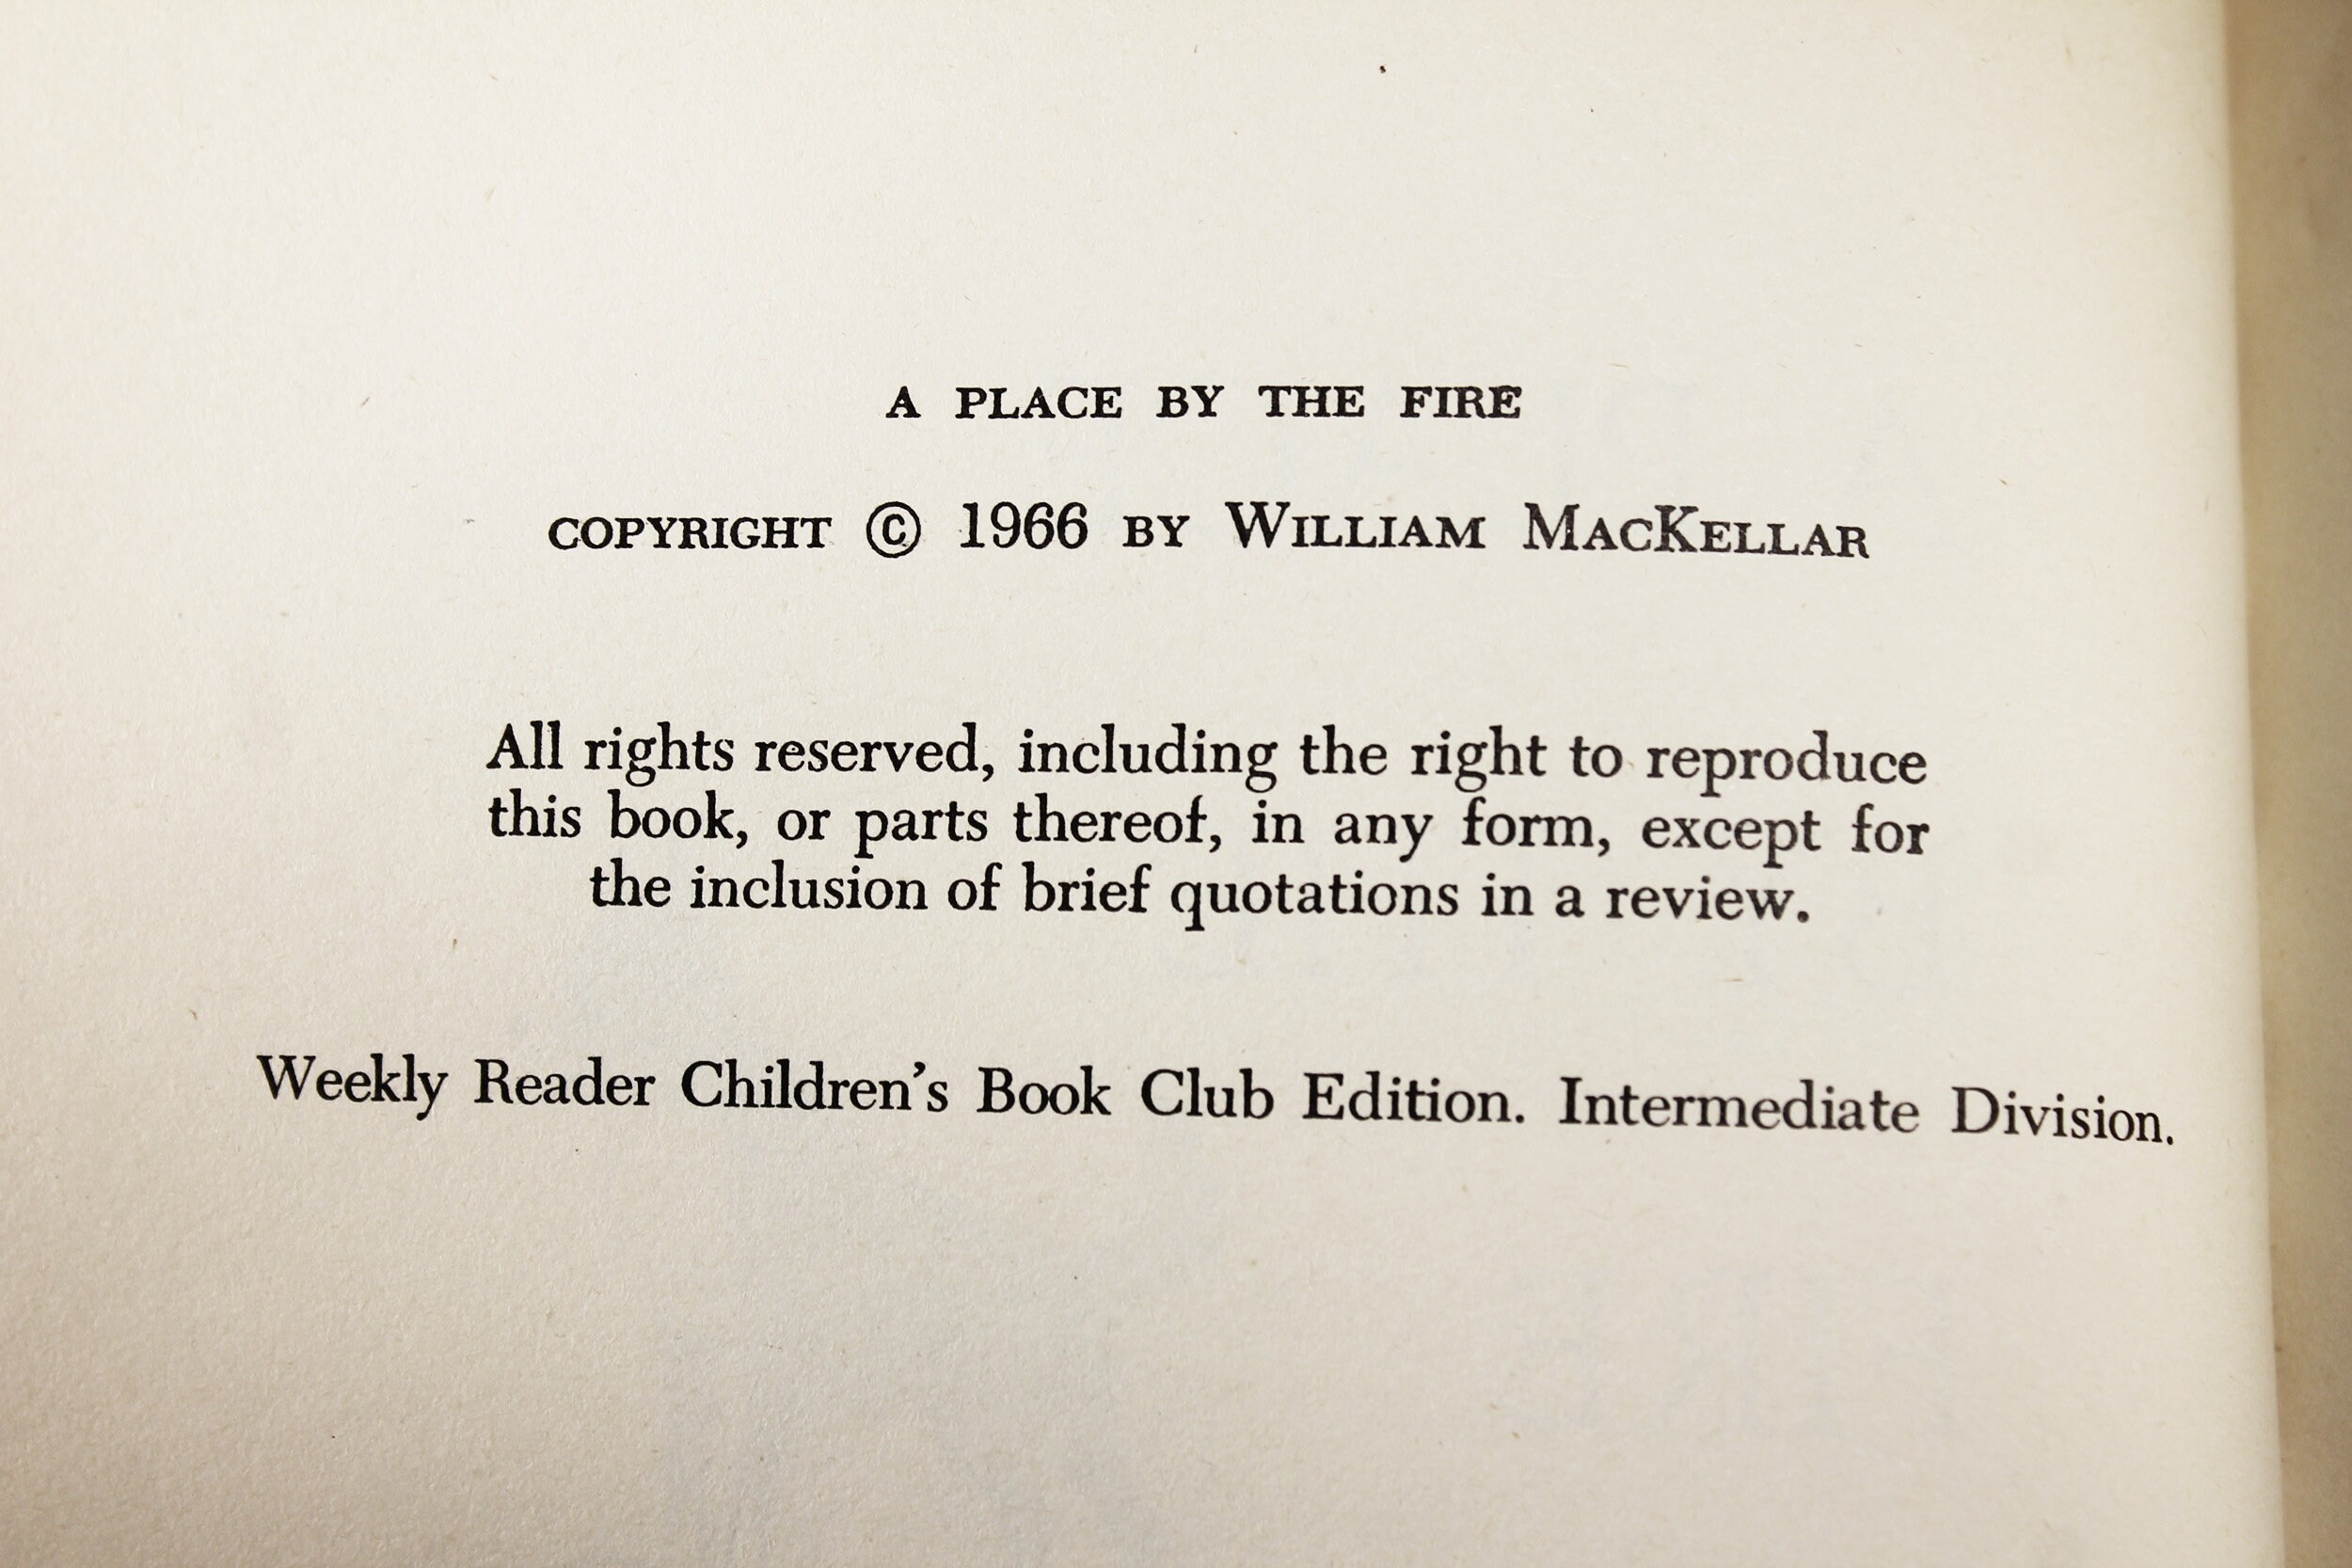 A PLACE BY THE FIRE
COPYRIGHT © 1966 BY WILLIAM MACKELLAR
All rights reserved, including the right to reproduce
this book, or parts thereof, in any form, except for
the inclusion of brief quotations in a review.
Weekly Reader Children’s Book Club Edition. Intermediate Division.